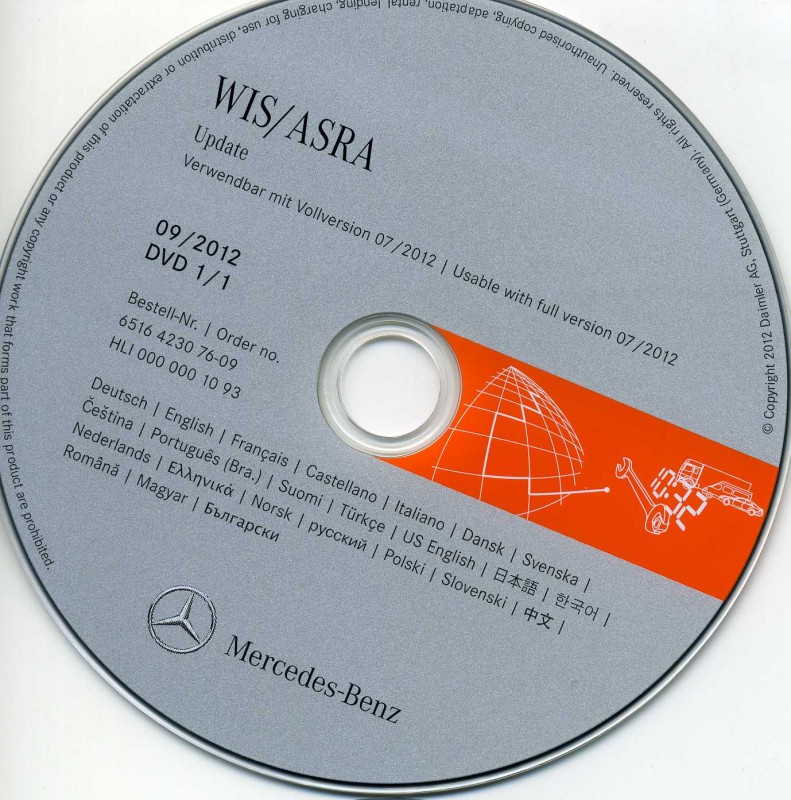 WIS/ASRA
Update
Verwendbar mit Vollversion 07/2012 | Usable with full version 07/2012
09/2012
DVD 1/1
Bestell-Nr. | Order no.
6516 4230 76-09
HLI 000 000 10 93
Deutsch | English | Français | Castellano | Italiano | Dansk | Svenska |
Čeština | Português (Bra.) | Suomi | Türkçe | US English | 日本語 | 한국어 |
Nederlands | Ελληνικά | Norsk | русский | Polski | Slovenski | 中文 |
Română | Magyar | Български
Mercedes-Benz
© Copyright 2012 Daimler AG, Stuttgart (Germany). All rights reserved. Unauthorised copying, adaptation, rental, lending, charging for use, distribution or extractation of this product or any copyright work that forms part of this product are prohibited.